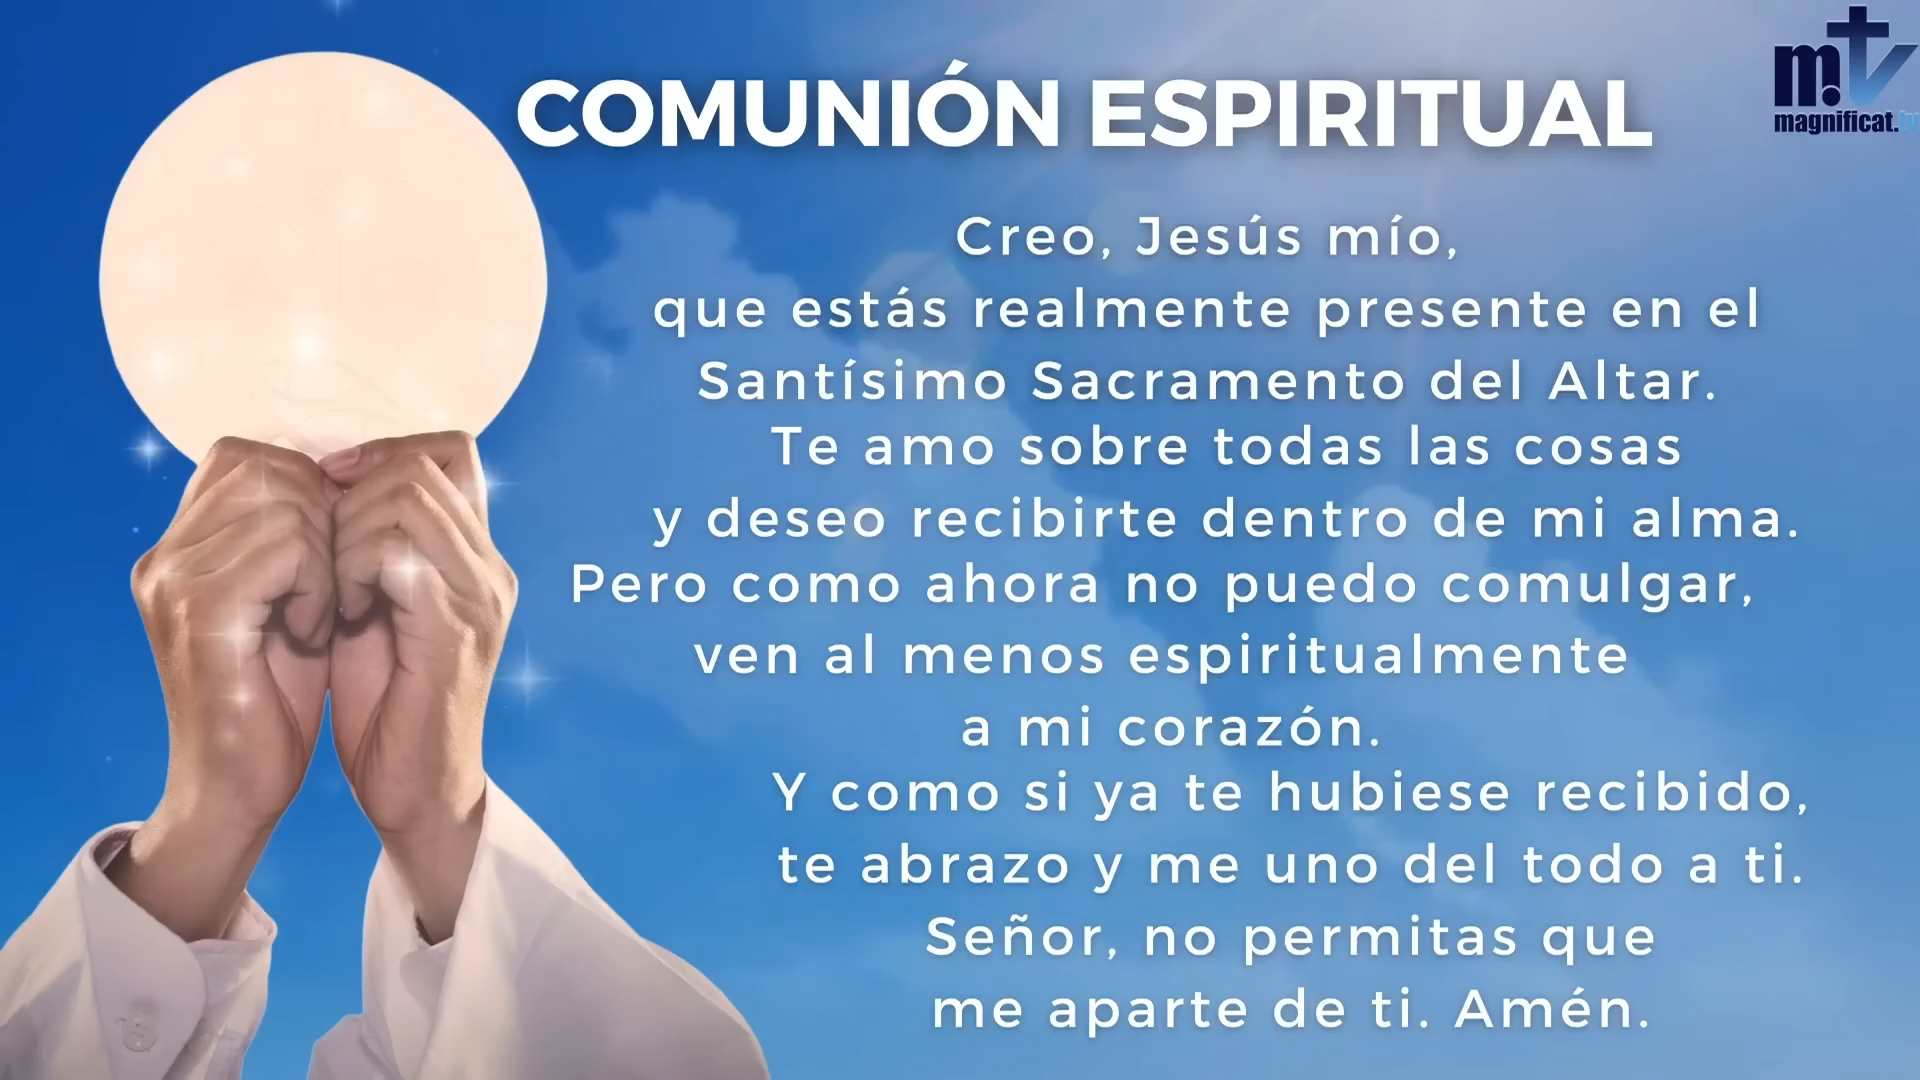 COMUNIÓN ESPIRITUAL
magnificat.tv
Creo, Jesús mío,
que estás realmente presente en el
Santísimo Sacramento del Altar.
Te amo sobre todas las cosas
y deseo recibirte dentro de mi alma.
Pero como ahora no puedo comulgar,
ven al menos espiritualmente
a mi corazón.
Y como si ya te hubiese recibido,
te abrazo y me uno del todo a ti.
Señor, no permitas que
me aparte de ti. Amén.